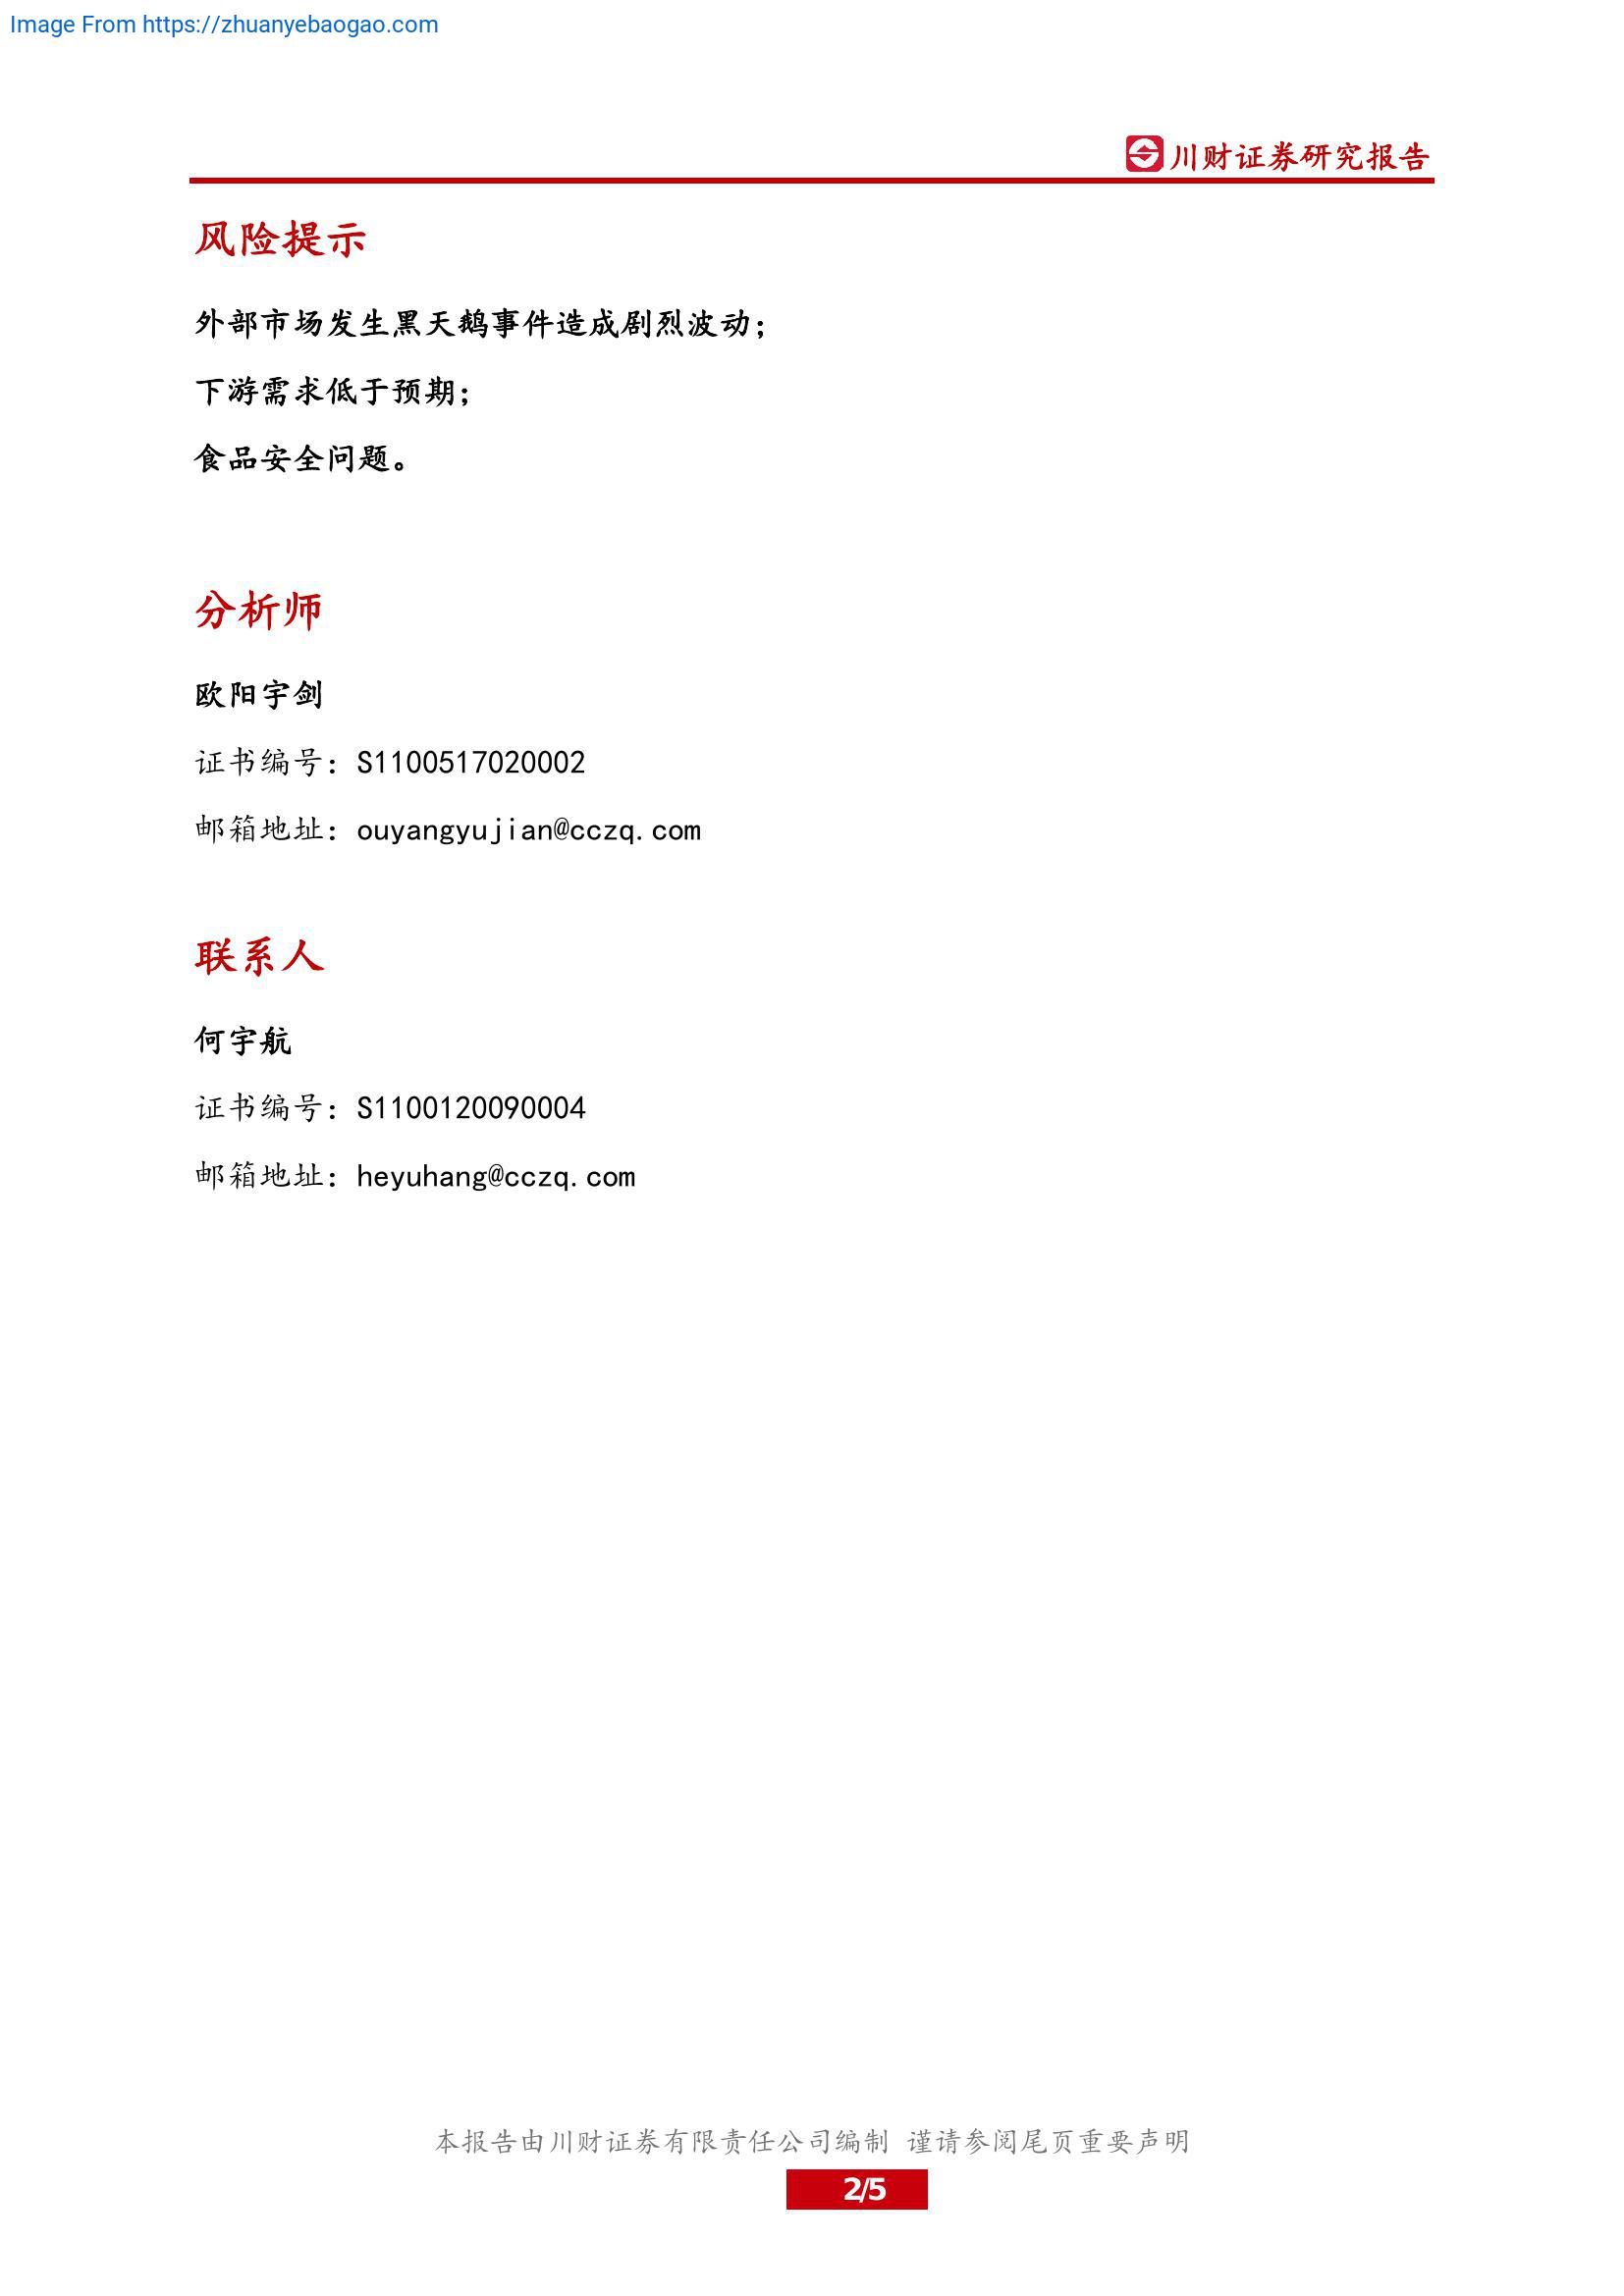 Image From https://zhuanyebaogao.com
川财证券研究报告
风险提示
外部市场发生黑天鹅事件造成剧烈波动；
下游需求低于预期；
食品安全问题。
分析师
欧阳宇剑
证书编号：S1100517020002
邮箱地址：ouyangyujian@cczq.com
联系人
何宇航
证书编号：S1100120090004
邮箱地址：heyuhang@cczq.com
本报告由川财证券有限责任公司编制 谨请参阅尾页重要声明
2/5